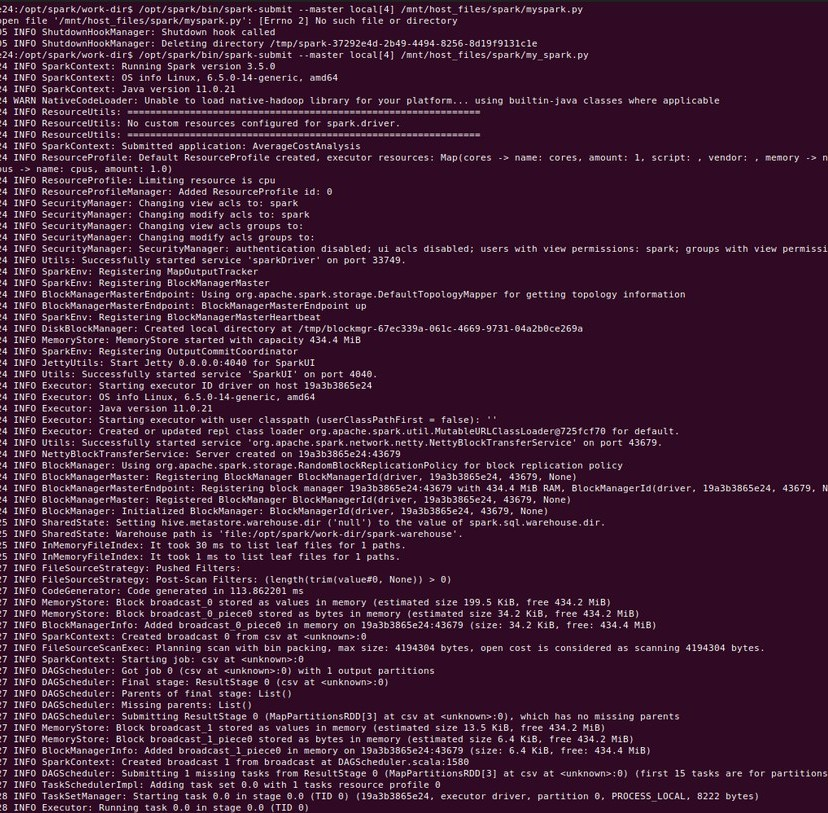 e24:/opt/spark/work-dir$ /opt/spark/bin/spark-submit --master local[4] /mnt/host_files/spark/myspark.py
open file '/mnt/host_files/spark/myspark.py': [Errno 2] No such file or directory
05 INFO ShutdownHookManager: Shutdown hook called
05 INFO ShutdownHookManager: Deleting directory /tmp/spark-37292e4d-2b49-4494-8256-8d19f9131c1e
e24:/opt/spark/work-dir$ /opt/spark/bin/spark-submit --master local[4] /mnt/host_files/spark/my_spark.py
24 INFO SparkContext: Running Spark version 3.5.0
24 INFO SparkContext: OS info Linux, 6.5.0-14-generic, amd64
24 INFO SparkContext: Java version 11.0.21
24 WARN NativeCodeLoader: Unable to load native-hadoop library for your platform... using builtin-java classes where applicable
24 INFO ResourceUtils: ==============================================================
24 INFO ResourceUtils: No custom resources configured for spark.driver.
24 INFO ResourceUtils: ==============================================================
24 INFO SparkContext: Submitted application: AverageCostAnalysis
24 INFO ResourceProfile: Default ResourceProfile created, executor resources: Map(cores -> name: cores, amount: 1, script: , vendor: , memory -> n
pus -> name: cpus, amount: 1.0)
24 INFO ResourceProfile: Limiting resource is cpu
24 INFO ResourceProfileManager: Added ResourceProfile id: 0
24 INFO SecurityManager: Changing view acls to: spark
24 INFO SecurityManager: Changing modify acls to: spark
24 INFO SecurityManager: Changing view acls groups to:
24 INFO SecurityManager: Changing modify acls groups to:
24 INFO SecurityManager: SecurityManager: authentication disabled; ui acls disabled; users with view permissions: spark; groups with view permissi
24 INFO Utils: Successfully started service 'sparkDriver' on port 33749.
24 INFO SparkEnv: Registering MapOutputTracker
24 INFO SparkEnv: Registering BlockManagerMaster
24 INFO BlockManagerMasterEndpoint: Using org.apache.spark.storage.DefaultTopologyMapper for getting topology information
24 INFO BlockManagerMasterEndpoint: BlockManagerMasterEndpoint up
24 INFO SparkEnv: Registering BlockManagerMasterHeartbeat
24 INFO DiskBlockManager: Created local directory at /tmp/blockmgr-67ec339a-061c-4669-9731-04a2b0ce269a
24 INFO MemoryStore: MemoryStore started with capacity 434.4 MiB
24 INFO SparkEnv: Registering OutputCommitCoordinator
24 INFO JettyUtils: Start Jetty 0.0.0.0:4040 for SparkUI
24 INFO Utils: Successfully started service 'SparkUI' on port 4040.
24 INFO Executor: Starting executor ID driver on host 19a3b3865e24
24 INFO Executor: OS info Linux, 6.5.0-14-generic, amd64
24 INFO Executor: Java version 11.0.21
24 INFO Executor: Starting executor with user classpath (userClassPathFirst = false): ''
24 INFO Executor: Created or updated repl class loader org.apache.spark.util.MutableURLClassLoader@725fcf70 for default.
24 INFO Utils: Successfully started service 'org.apache.spark.network.netty.NettyBlockTransferService' on port 43679.
24 INFO NettyBlockTransferService: Server created on 19a3b3865e24:43679
24 INFO BlockManager: Using org.apache.spark.storage.RandomBlockReplicationPolicy for block replication policy
24 INFO BlockManagerMaster: Registering BlockManager BlockManagerId(driver, 19a3b3865e24, 43679, None)
24 INFO BlockManagerMasterEndpoint: Registering block manager 19a3b3865e24:43679 with 434.4 MiB RAM, BlockManagerId(driver, 19a3b3865e24, 43679, N
24 INFO BlockManagerMaster: Registered BlockManager BlockManagerId(driver, 19a3b3865e24, 43679, None)
24 INFO BlockManager: Initialized BlockManager: BlockManagerId(driver, 19a3b3865e24, 43679, None)
25 INFO SharedState: Setting hive.metastore.warehouse.dir ('null') to the value of spark.sql.warehouse.dir.
25 INFO SharedState: Warehouse path is 'file:/opt/spark/work-dir/spark-warehouse'.
25 INFO InMemoryFileIndex: It took 30 ms to list leaf files for 1 paths.
25 INFO InMemoryFileIndex: It took 1 ms to list leaf files for 1 paths.
27 INFO FileSourceStrategy: Pushed Filters:
27 INFO FileSourceStrategy: Post-Scan Filters: (length(trim(value#0, None)) > 0)
27 INFO CodeGenerator: Code generated in 113.862201 ms
27 INFO MemoryStore: Block broadcast_0 stored as values in memory (estimated size 199.5 KiB, free 434.2 MiB)
27 INFO MemoryStore: Block broadcast_0_piece0 stored as bytes in memory (estimated size 34.2 KiB, free 434.2 MiB)
27 INFO BlockManagerInfo: Added broadcast_0_piece0 in memory on 19a3b3865e24:43679 (size: 34.2 KiB, free: 434.4 MiB)
27 INFO SparkContext: Created broadcast 0 from csv at <unknown>:0
27 INFO FileSourceScanExec: Planning scan with bin packing, max size: 4194304 bytes, open cost is considered as scanning 4194304 bytes.
27 INFO SparkContext: Starting job: csv at <unknown>:0
27 INFO DAGScheduler: Got job 0 (csv at <unknown>:0) with 1 output partitions
27 INFO DAGScheduler: Final stage: ResultStage 0 (csv at <unknown>:0)
27 INFO DAGScheduler: Parents of final stage: List()
27 INFO DAGScheduler: Missing parents: List()
27 INFO DAGScheduler: Submitting ResultStage 0 (MapPartitionsRDD[3] at csv at <unknown>:0), which has no missing parents
27 INFO MemoryStore: Block broadcast_1 stored as values in memory (estimated size 13.5 KiB, free 434.2 MiB)
27 INFO MemoryStore: Block broadcast_1_piece0 stored as bytes in memory (estimated size 6.4 KiB, free 434.2 MiB)
27 INFO BlockManagerInfo: Added broadcast_1_piece0 in memory on 19a3b3865e24:43679 (size: 6.4 KiB, free: 434.4 MiB)
27 INFO SparkContext: Created broadcast 1 from broadcast at DAGScheduler.scala:1580
27 INFO DAGScheduler: Submitting 1 missing tasks from ResultStage 0 (MapPartitionsRDD[3] at csv at <unknown>:0) (first 15 tasks are for partitions
27 INFO TaskSchedulerImpl: Adding task set 0.0 with 1 tasks resource profile 0
28 INFO TaskSetManager: Starting task 0.0 in stage 0.0 (TID 0) (19a3b3865e24, executor driver, partition 0, PROCESS_LOCAL, 8222 bytes)
28 INFO Executor: Running task 0.0 in stage 0.0 (TID 0)